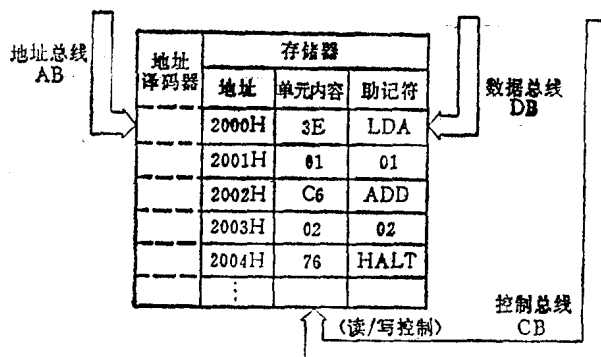 地址总线
AB
地址
译码器
存储器
地址 单元内容 助记符
数据总线
DB
2000H 3E LDA
2001H 01 01
2002H C6 ADD
2003H 02 02
2004H 76 HALT
⋮
控制总线
(读/写控制) CB